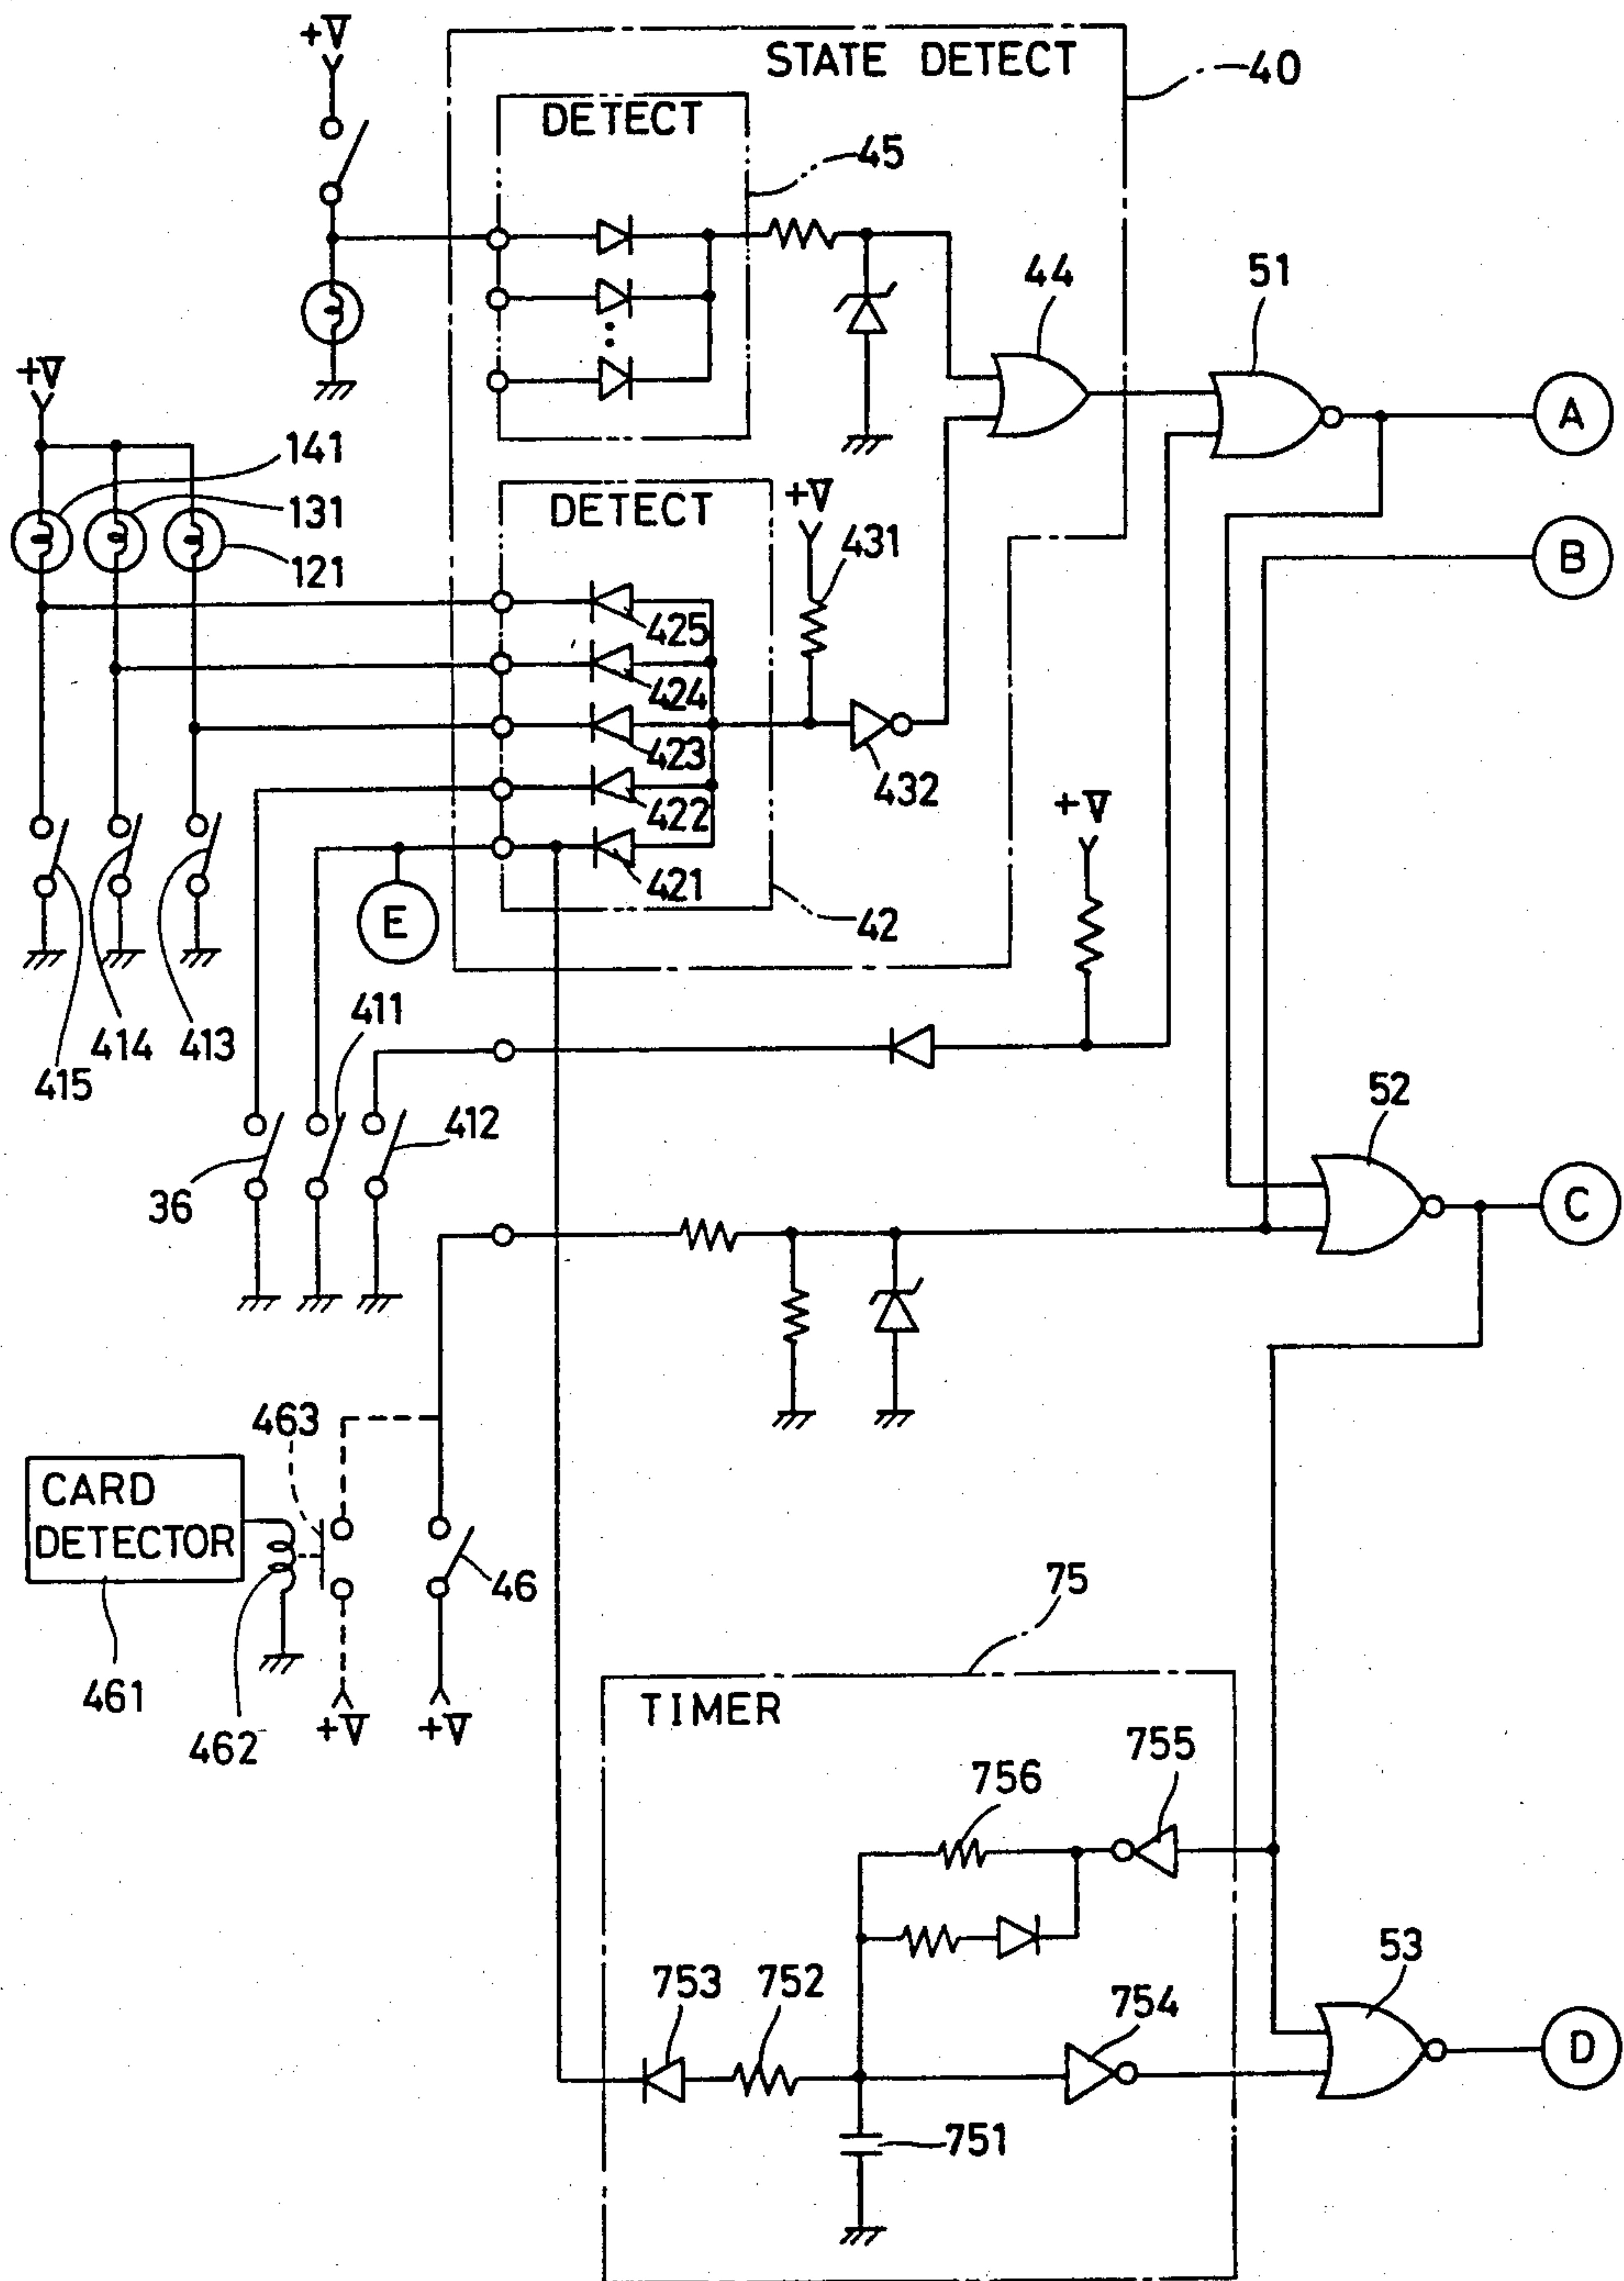 +V
STATE DETECT
40
DETECT
45
44
51
A
+V
141
131
121
DETECT
+V
431
B
425
424
423
422
421
432
+V
42
E
415
414
413
411
412
36
52
C
463
CARD
DETECTOR
46
461
462
+V
+V
75
TIMER
755
756
53
753
752
754
D
751